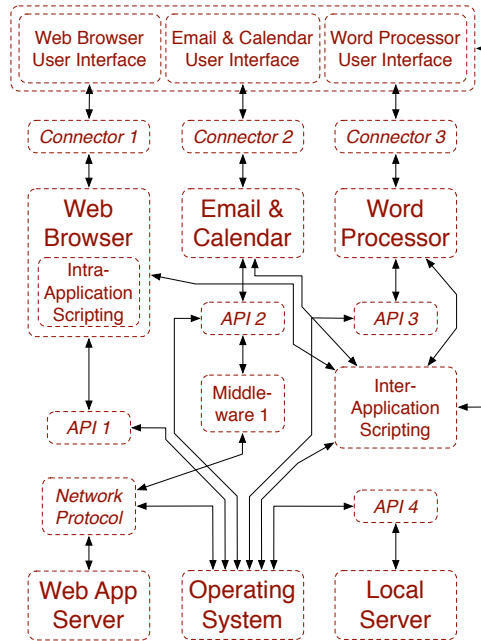 Web Browser
User Interface
Email & Calendar
User Interface
Word Processor
User Interface
Connector 1
Connector 2
Connector 3
Web
Browser
Intra-
Application
Scripting
Email &
Calendar
Word
Processor
API 2
API 3
Middle-
ware 1
Inter-
Application
Scripting
API 1
Network
Protocol
API 4
Web App
Server
Operating
System
Local
Server